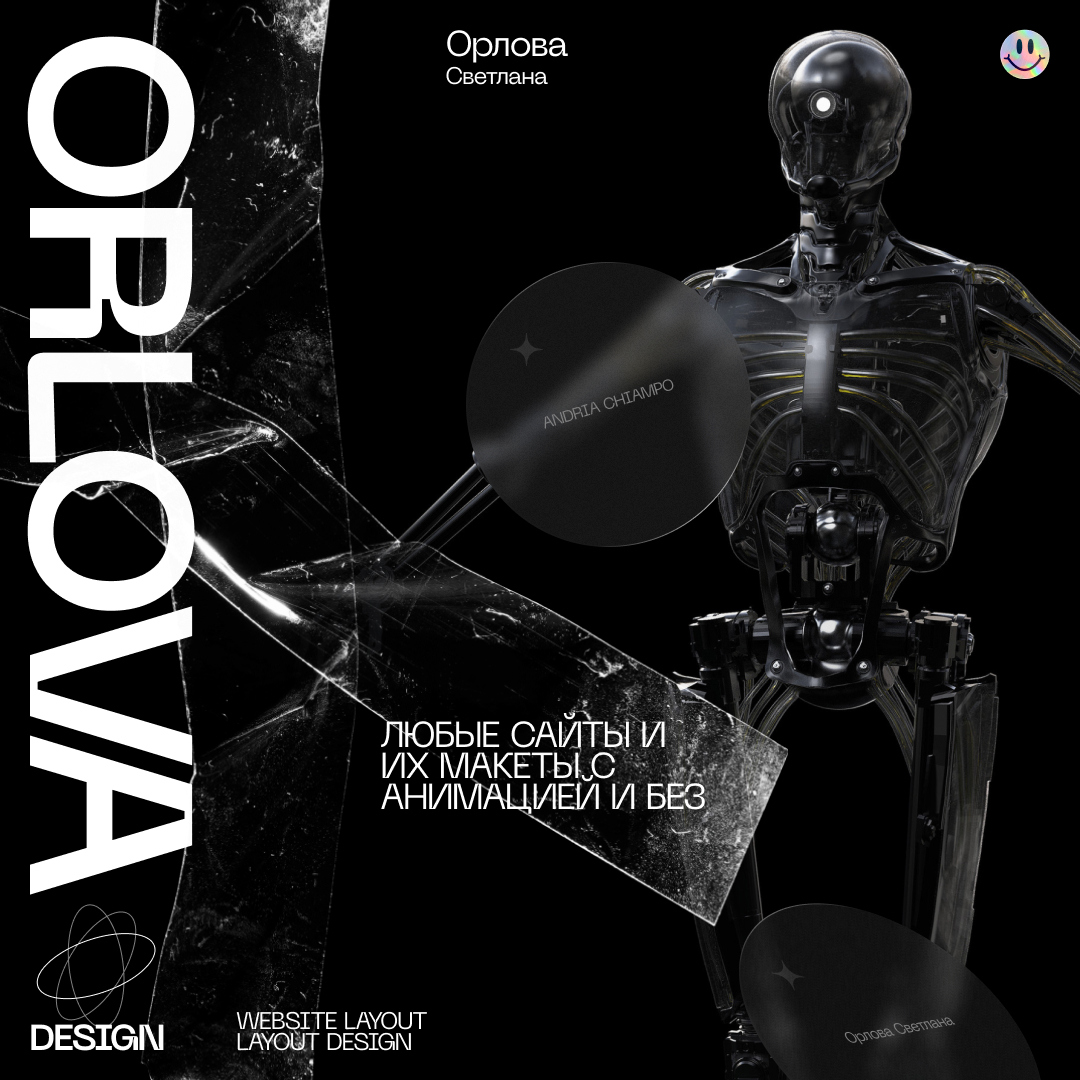 ORLOVA
Орлова
Светлана
ANDRIA CHIAMPO
ЛЮБЫЕ САЙТЫ И
ИХ МАКЕТЫ С
АНИМАЦИЕЙ И БЕЗ
DESIGN
WEBSITE LAYOUT
LAYOUT DESIGN
Орлова Светлана